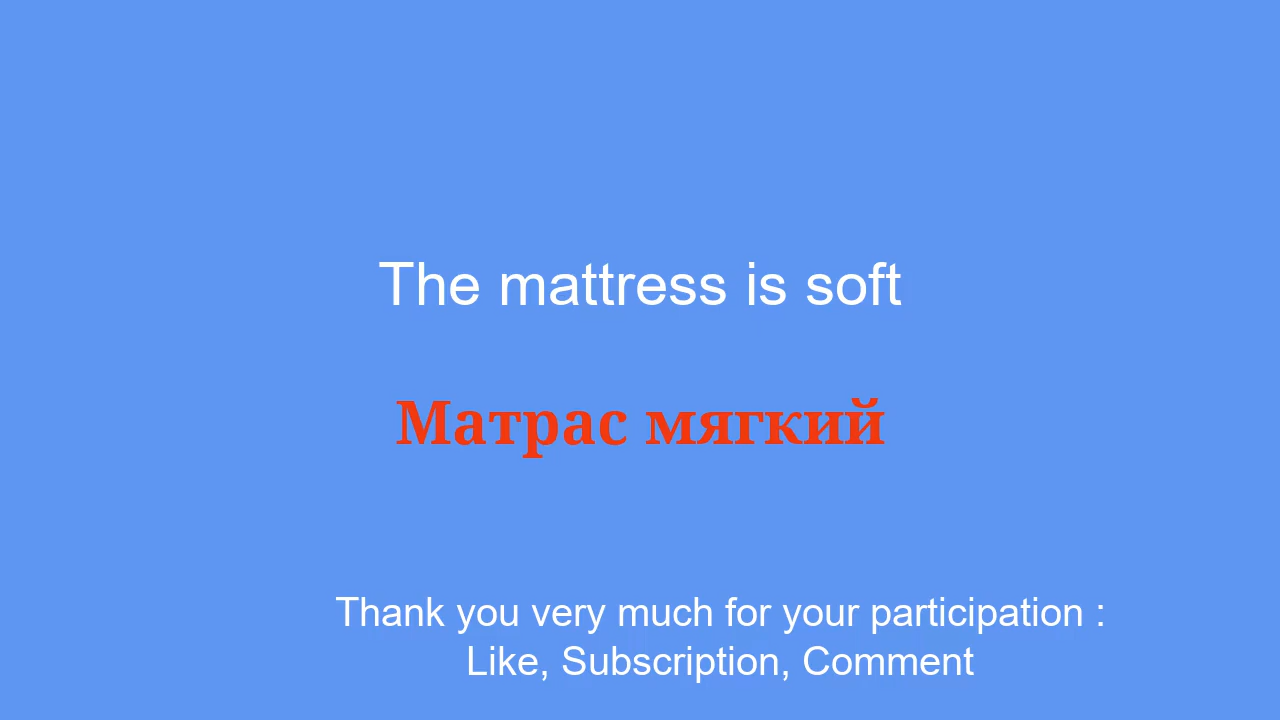 The mattress is soft
Матрас мягкий
Thank you very much for your participation :
Like, Subscription, Comment